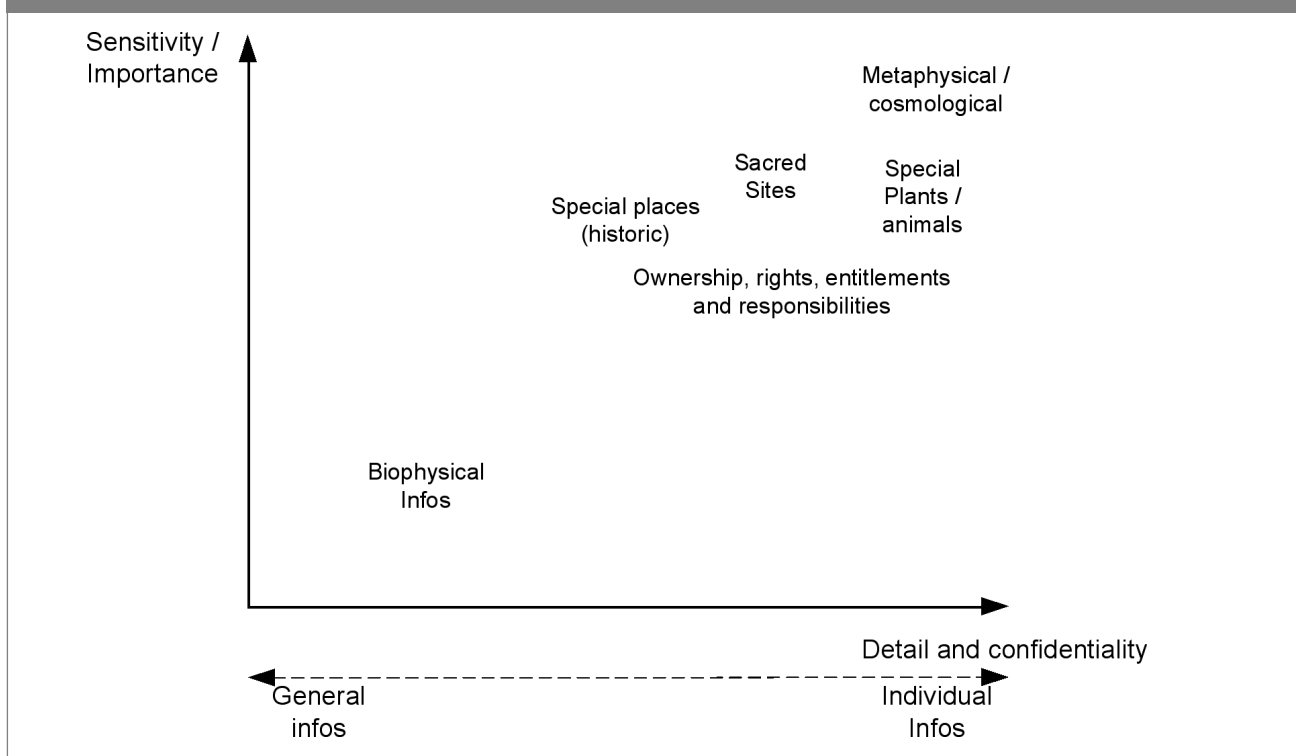 Sensitivity /
Importance
Metaphysical /
cosmological
Sacred
Sites
Special
Plants /
animals
Special places
(historic)
Ownership, rights, entitlements
and responsibilities
Biophysical
Infos
Detail and confidentiality
General
infos
Individual
Infos